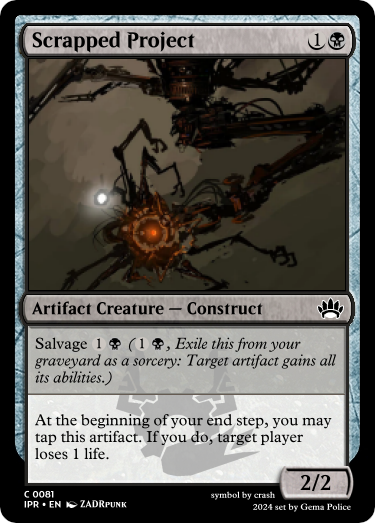 Scrapped Project 1
Artifact Creature — Construct
Salvage 1 ( 1 , Exile this from your
graveyard as a sorcery: Target artifact gains all
its abilities.)
At the beginning of your end step, you may
tap this artifact. If you do, target player
loses 1 life.
2/2
C 0081
IPR • EN ZADRPUNK
symbol by crash
2024 set by Gema Police